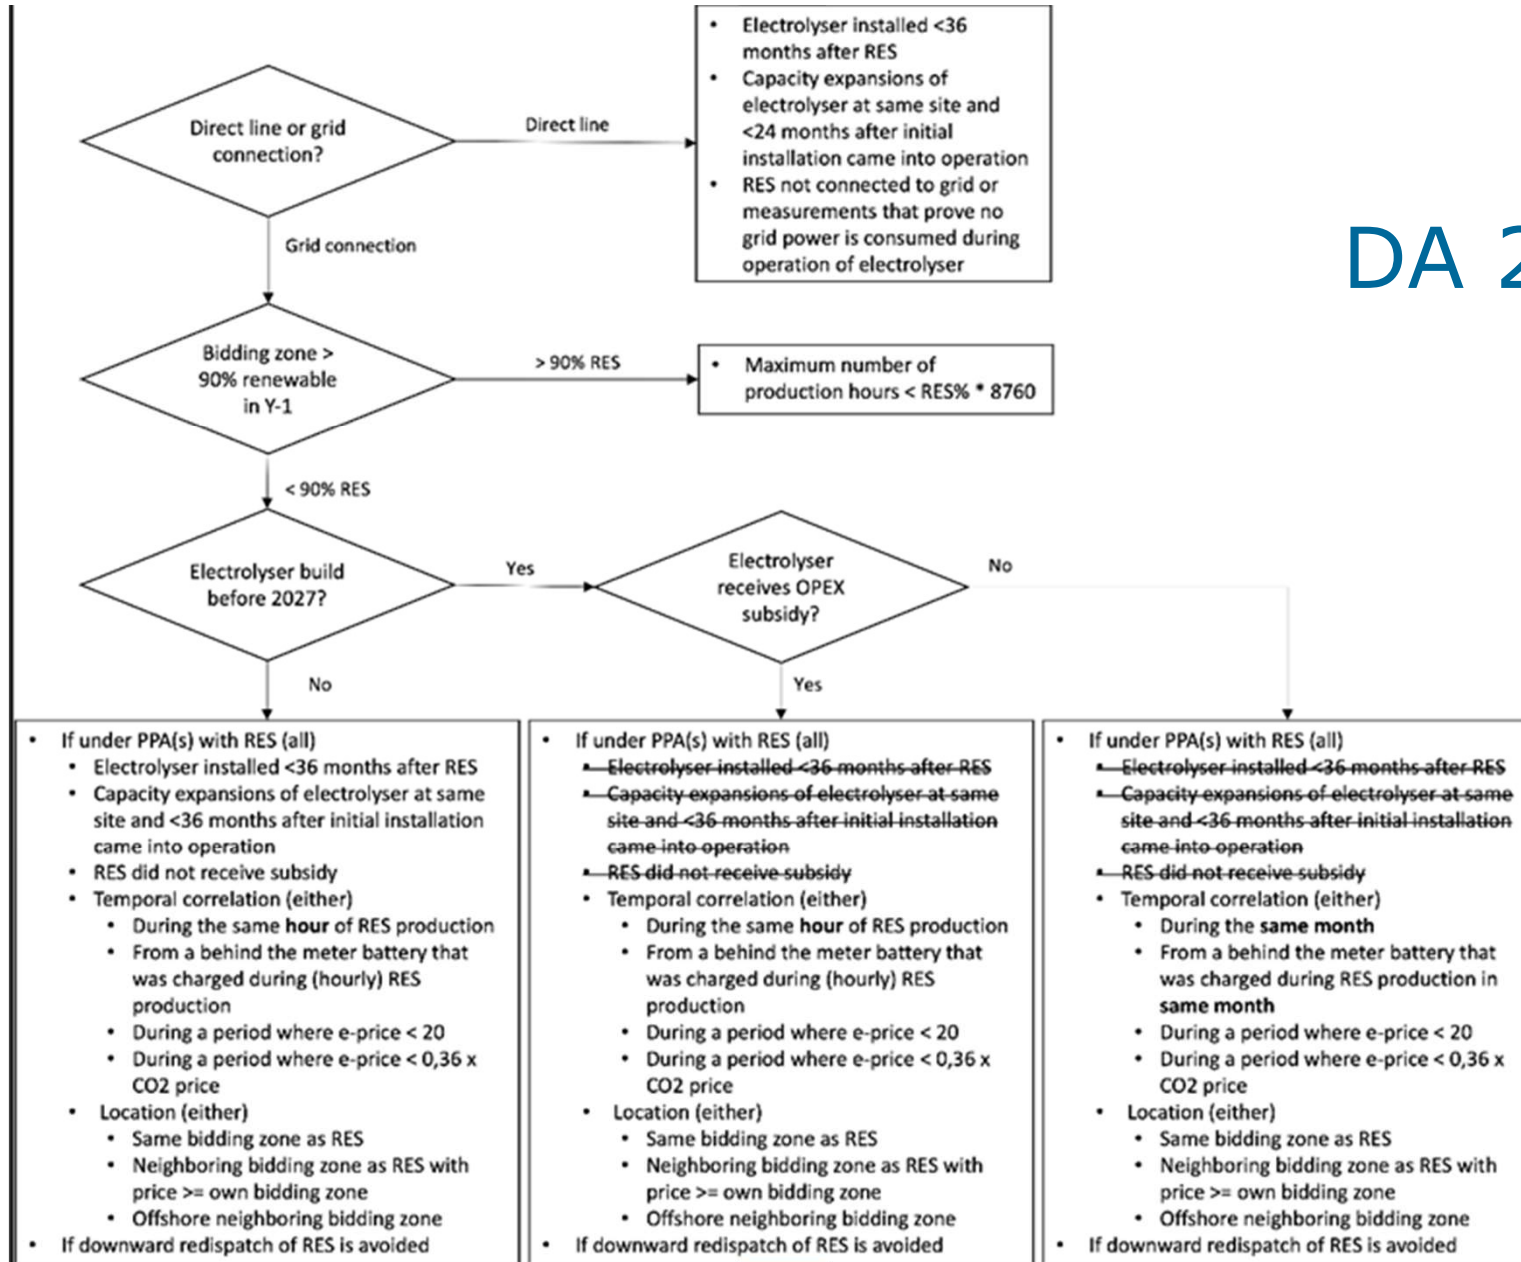 • Electrolyser installed <36
months after RES
• Capacity expansions of
electrolyser at same site and
<24 months after initial
installation came into operation
• RES not connected to grid or
measurements that prove no
grid power is consumed during
operation of electrolyser
Direct line or grid
connection?
Direct line
DA 2
Grid connection
Bidding zone >
90% renewable
in Y-1
> 90% RES
• Maximum number of
production hours < RES% * 8760
< 90% RES
Electrolyser build
before 2027?
Yes
Electrolyser
receives OPEX
subsidy?
No
No
Yes
• If under PPA(s) with RES (all)
• Electrolyser installed <36 months after RES
• Capacity expansions of electrolyser at same
site and <36 months after initial installation
came into operation
• RES did not receive subsidy
• Temporal correlation (either)
• During the same hour of RES production
• From a behind the meter battery that
was charged during (hourly) RES
production
• During a period where e-price < 20
• During a period where e-price < 0,36 x
CO2 price
• Location (either)
• Same bidding zone as RES
• Neighboring bidding zone as RES with
price >= own bidding zone
• Offshore neighboring bidding zone
• If downward redispatch of RES is avoided
• If under PPA(s) with RES (all)
• Electrolyser installed <36 months after RES
• Capacity expansions of electrolyser at same
site and <36 months after initial installation
came into operation
• RES did not receive subsidy
• Temporal correlation (either)
• During the same hour of RES production
• From a behind the meter battery that
was charged during (hourly) RES
production
• During a period where e-price < 20
• During a period where e-price < 0,36 x
CO2 price
• Location (either)
• Same bidding zone as RES
• Neighboring bidding zone as RES with
price >= own bidding zone
• Offshore neighboring bidding zone
• If downward redispatch of RES is avoided
• If under PPA(s) with RES (all)
• Electrolyser installed <36 months after RES
• Capacity expansions of electrolyser at same
site and <36 months after initial installation
came into operation
• RES did not receive subsidy
• Temporal correlation (either)
• During the same month
• From a behind the meter battery that
was charged during RES production in
same month
• During a period where e-price < 20
• During a period where e-price < 0,36 x
CO2 price
• Location (either)
• Same bidding zone as RES
• Neighboring bidding zone as RES with
price >= own bidding zone
• Offshore neighboring bidding zone
• If downward redispatch of RES is avoided